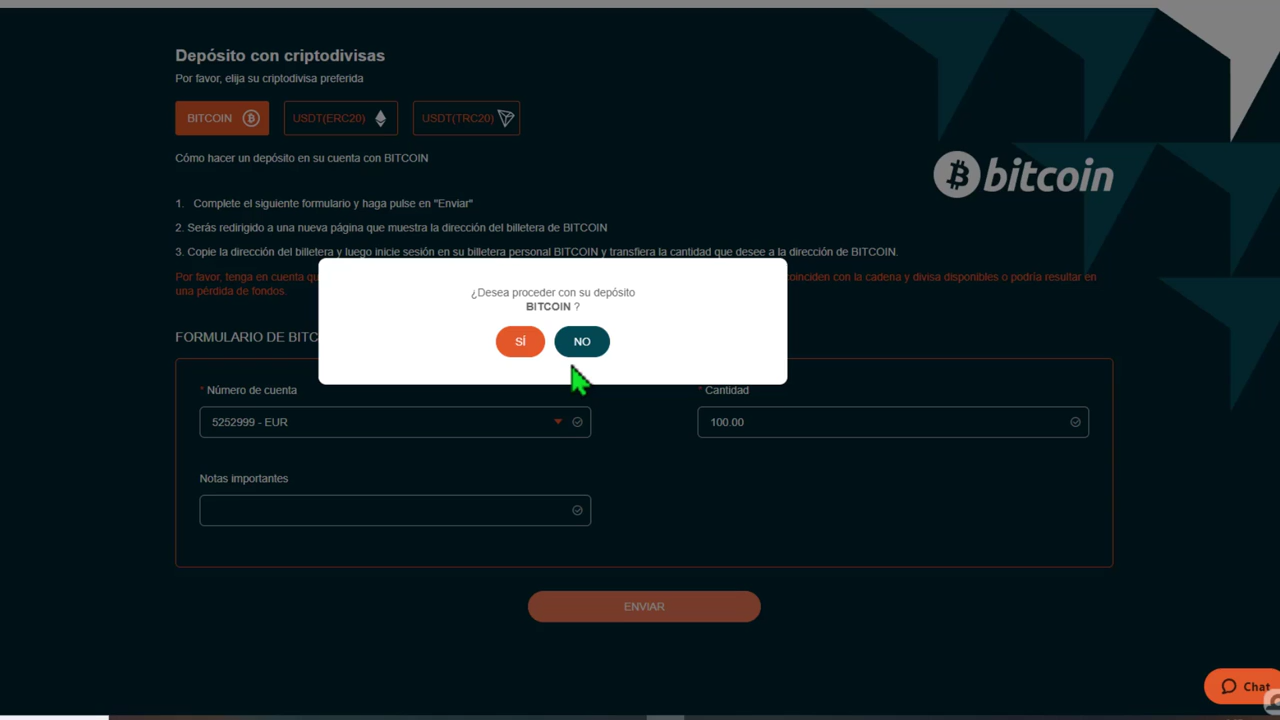 Depósito con criptodivisas
Por favor, elija su criptodivisa preferida
BITCOIN
USDT(ERC20)
USDT(TRC20)
Cómo hacer un depósito en su cuenta con BITCOIN
bitcoin
1. Complete el siguiente formulario y haga pulse en "Enviar"
2. Serás redirigido a una nueva página que muestra la dirección del billetera de BITCOIN
3. Copie la dirección del billetera y luego inicie sesión en su billetera personal BITCOIN y transfiera la cantidad que desee a la dirección de BITCOIN.
Por favor, tenga en cuenta coinciden con la cadena y divisa disponibles o podría resultar en
una pérdida de fondos.
¿Desea proceder con su depósito
BITCOIN ?
SÍ
NO
FORMULARIO DE
* Número de cuenta
* Cantidad
5252999 - EUR
100.00
Notas importantes
ENVIAR
Chat